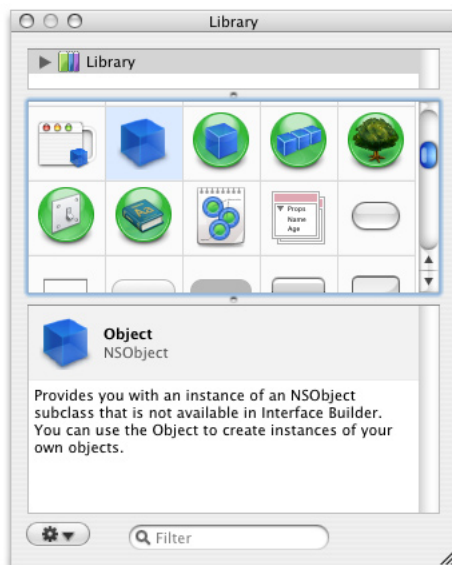 Library
Library
Aa
Props
Name
Age
Object
NSObject
Provides you with an instance of an NSObject
subclass that is not available in Interface Builder.
You can use the Object to create instances of your
own objects.
Filter